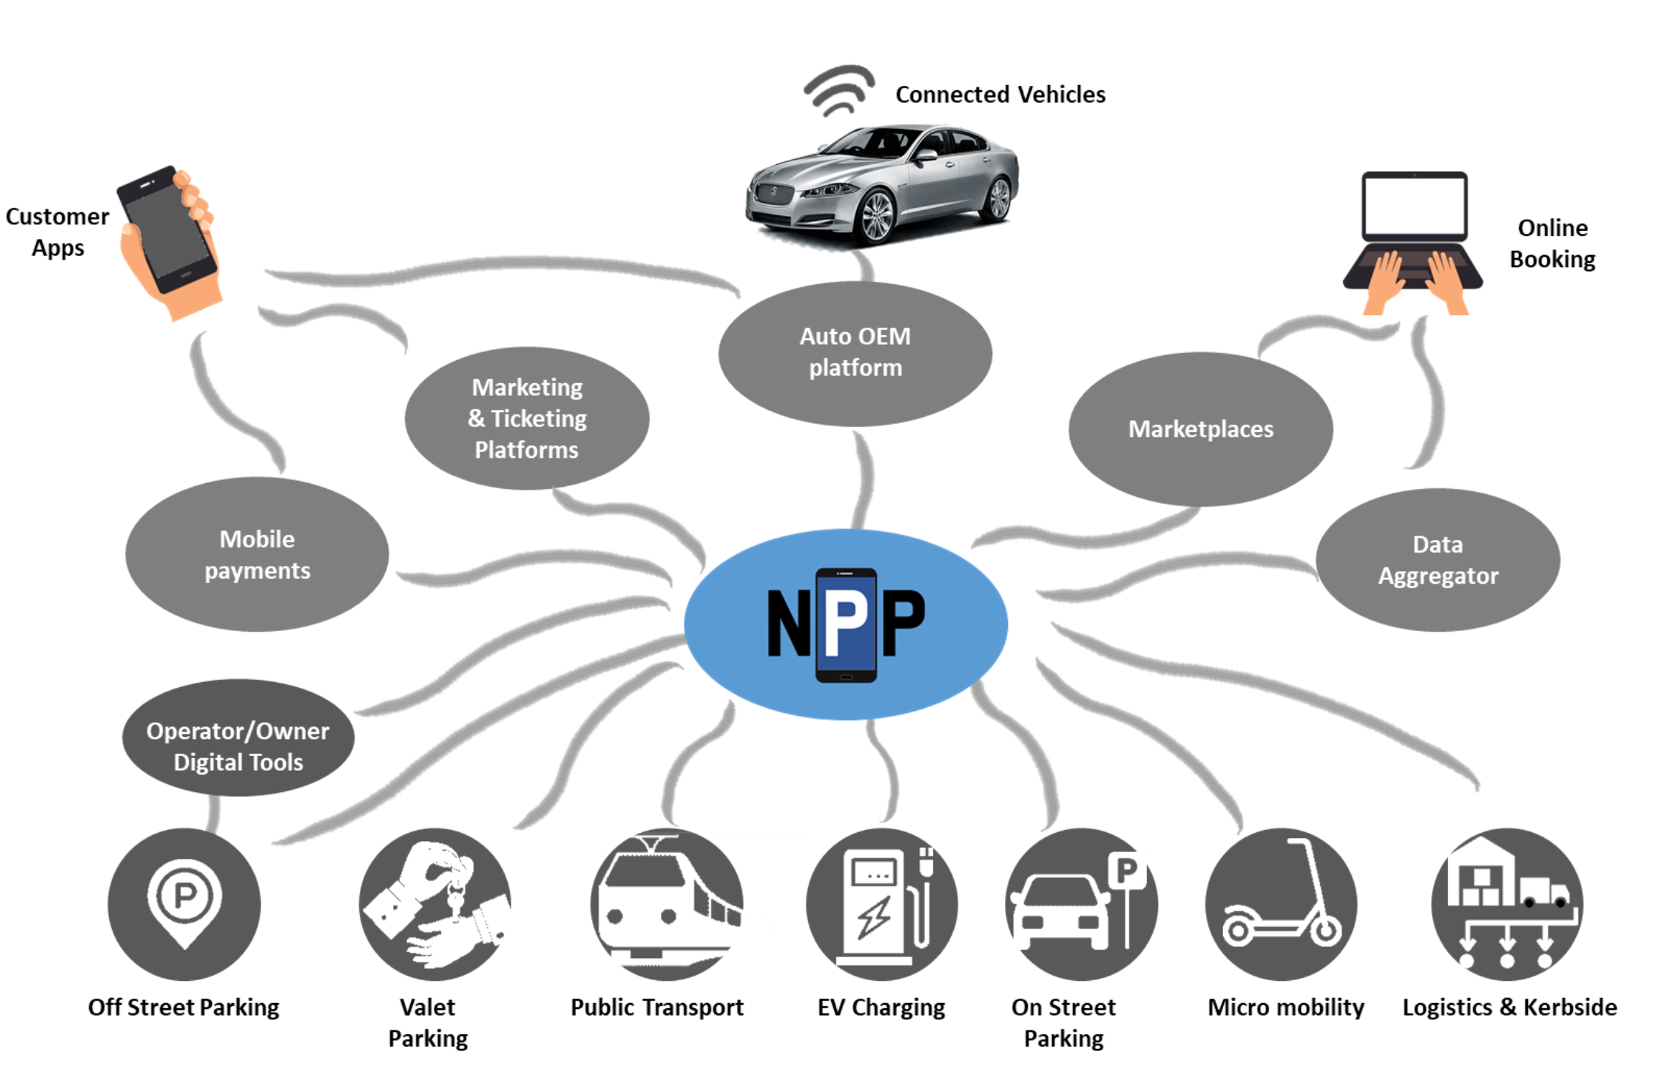 Connected Vehicles
Customer
Apps
Online
Booking
Auto OEM
platform
Marketing
& Ticketing
Platforms
Marketplaces
Mobile
payments
Data
Aggregator
NPP
Operator/Owner
Digital Tools
P
P
Off Street Parking
Valet
Parking
Public Transport
EV Charging
On Street
Parking
Micro mobility
Logistics & Kerbside